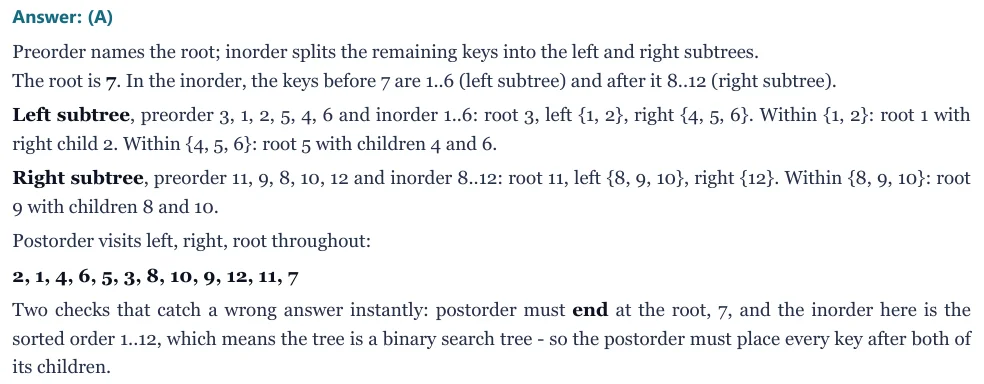 Answer: (A)
Preorder names the root; inorder splits the remaining keys into the left and right subtrees.
The root is 7. In the inorder, the keys before 7 are 1..6 (left subtree) and after it 8..12 (right subtree).
Left subtree, preorder 3, 1, 2, 5, 4, 6 and inorder 1..6: root 3, left {1, 2}, right {4, 5, 6}. Within {1, 2}: root 1 with
right child 2. Within {4, 5, 6}: root 5 with children 4 and 6.
Right subtree, preorder 11, 9, 8, 10, 12 and inorder 8..12: root 11, left {8, 9, 10}, right {12}. Within {8, 9, 10}: root
9 with children 8 and 10.
Postorder visits left, right, root throughout:
2, 1, 4, 6, 5, 3, 8, 10, 9, 12, 11, 7
Two checks that catch a wrong answer instantly: postorder must end at the root, 7, and the inorder here is the
sorted order 1..12, which means the tree is a binary search tree - so the postorder must place every key after both of
its children.